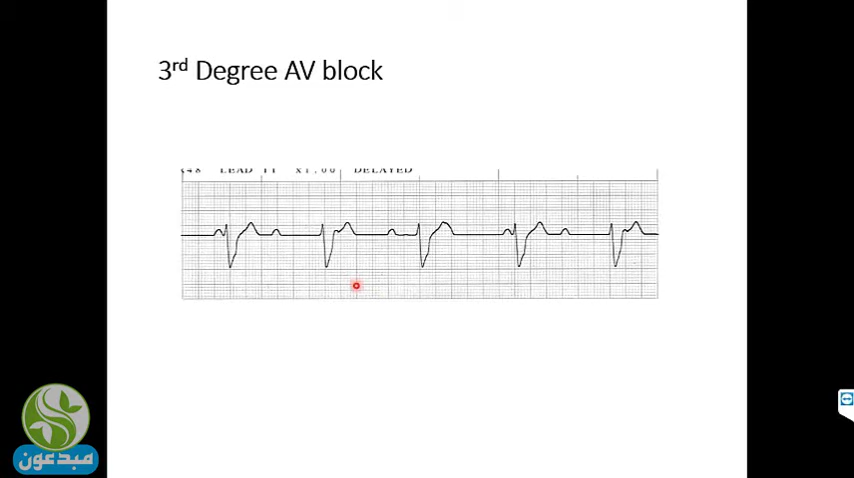 3rd Degree AV block
LEAD II X1.00 DELAYED
مبدعون